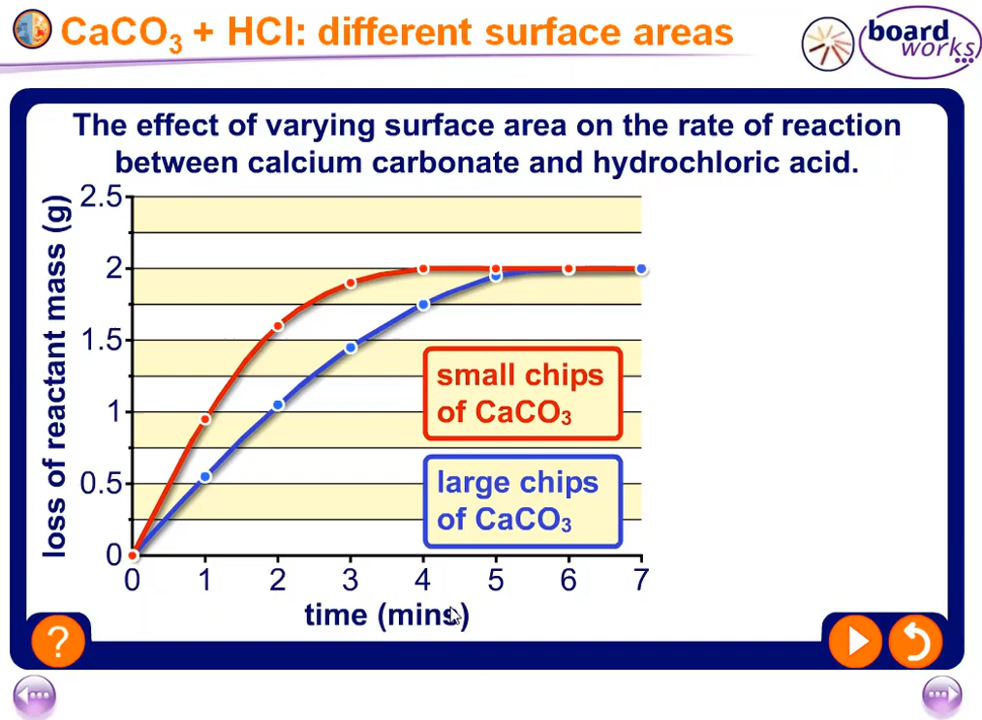 CaCO₃ + HCl: different surface areas
board
works
The effect of varying surface area on the rate of reaction
between calcium carbonate and hydrochloric acid.
loss of reactant mass (g)
2.5
2
1.5
1
0.5
0
small chips
of CaCO₃
large chips
of CaCO₃
0 1 2 3 4 5 6 7
time (mins)
?